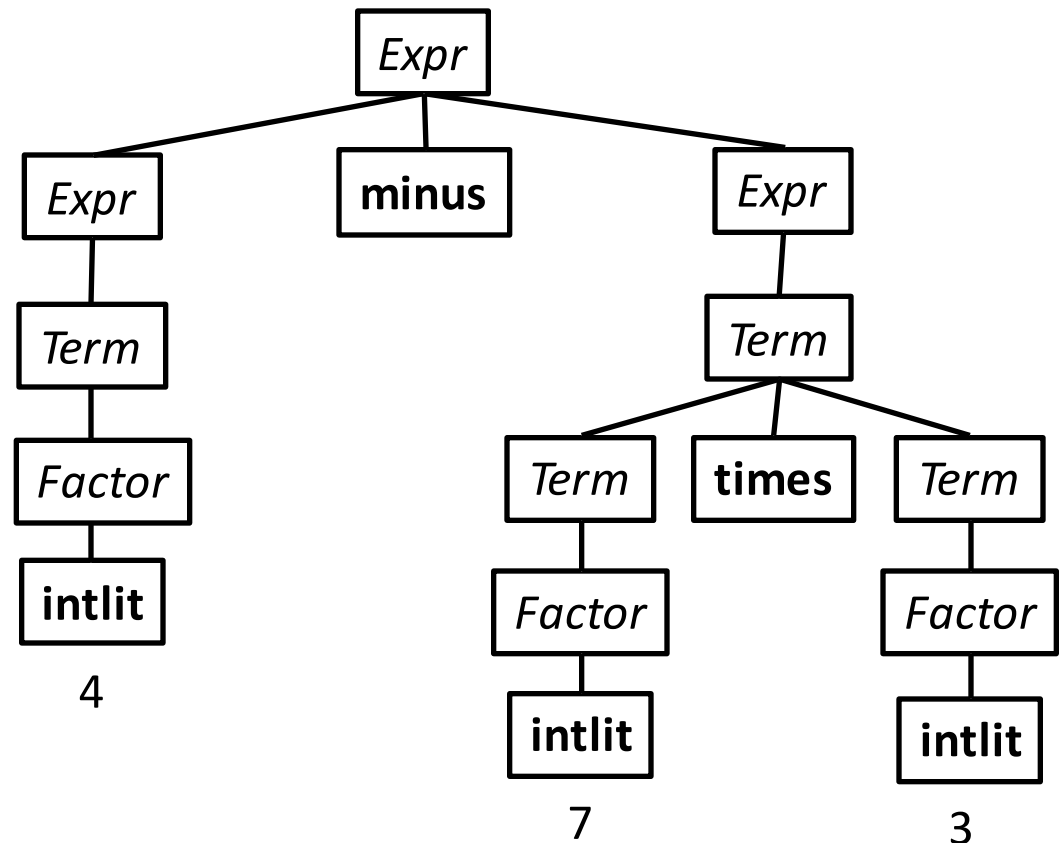 Expr
Expr minus Expr
Term Term
Factor Term times Term
intlit Factor Factor
4 intlit intlit
7 3